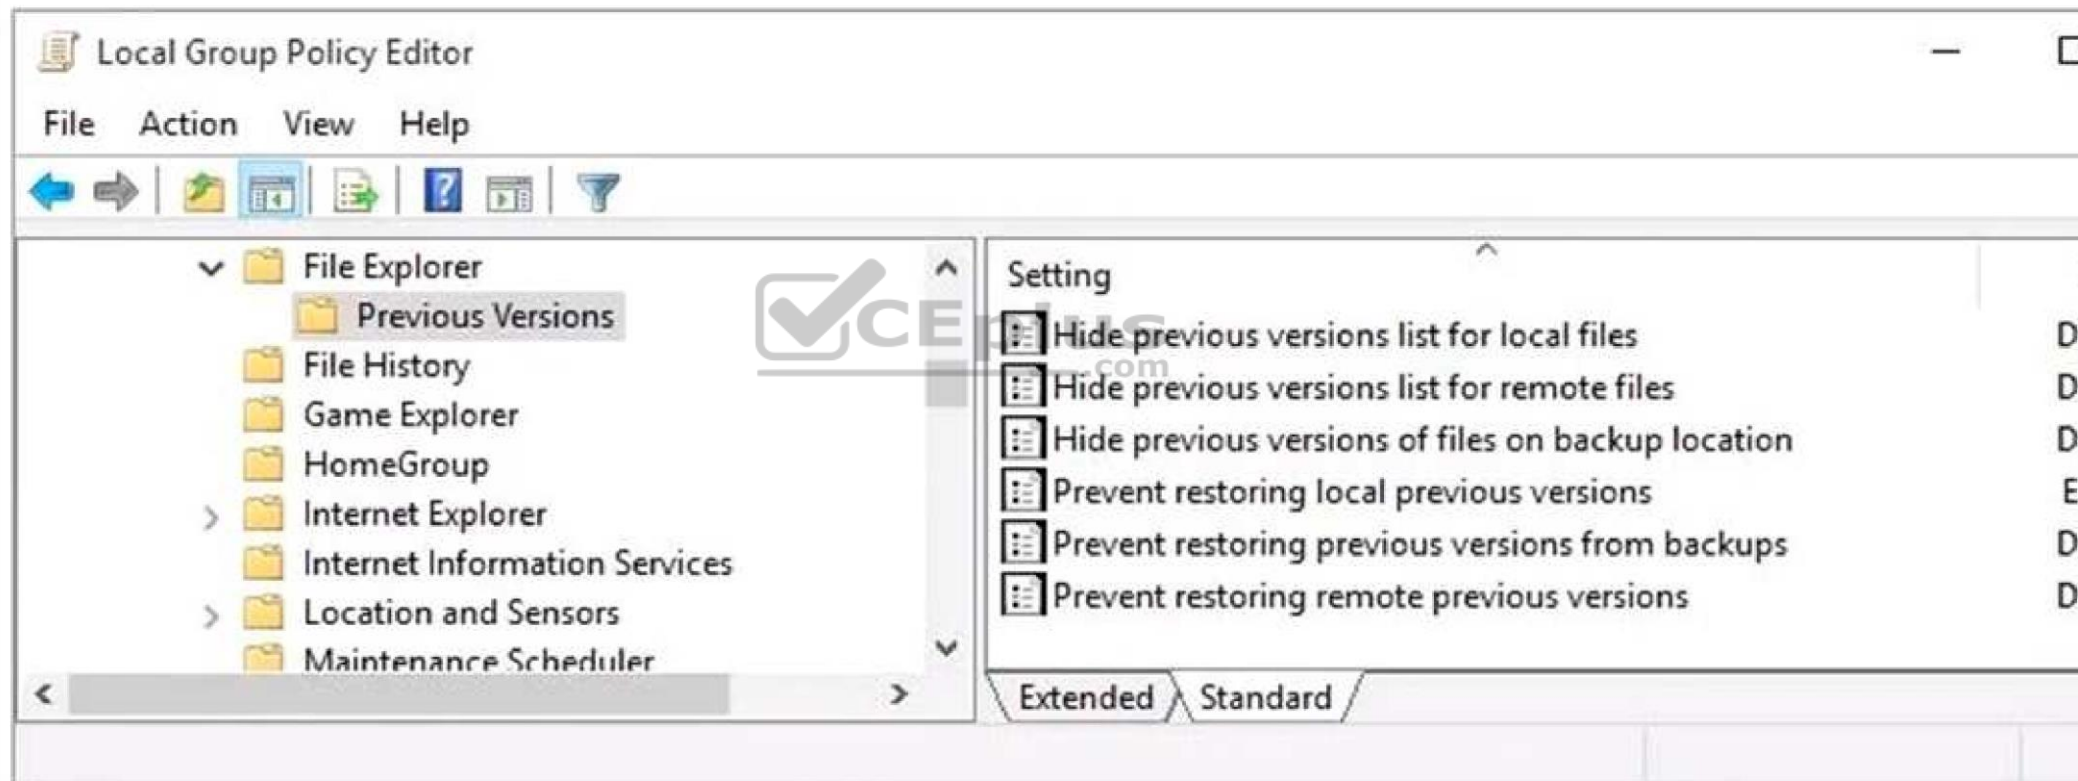 Local Group Policy Editor
File Action View Help
File Explorer
Previous Versions
File History
Game Explorer
HomeGroup
Internet Explorer
Internet Information Services
Location and Sensors
Maintenance Scheduler
CEplus
.com
Setting
Hide previous versions list for local files D
Hide previous versions list for remote files D
Hide previous versions of files on backup location D
Prevent restoring local previous versions E
Prevent restoring previous versions from backups D
Prevent restoring remote previous versions D
Extended Standard